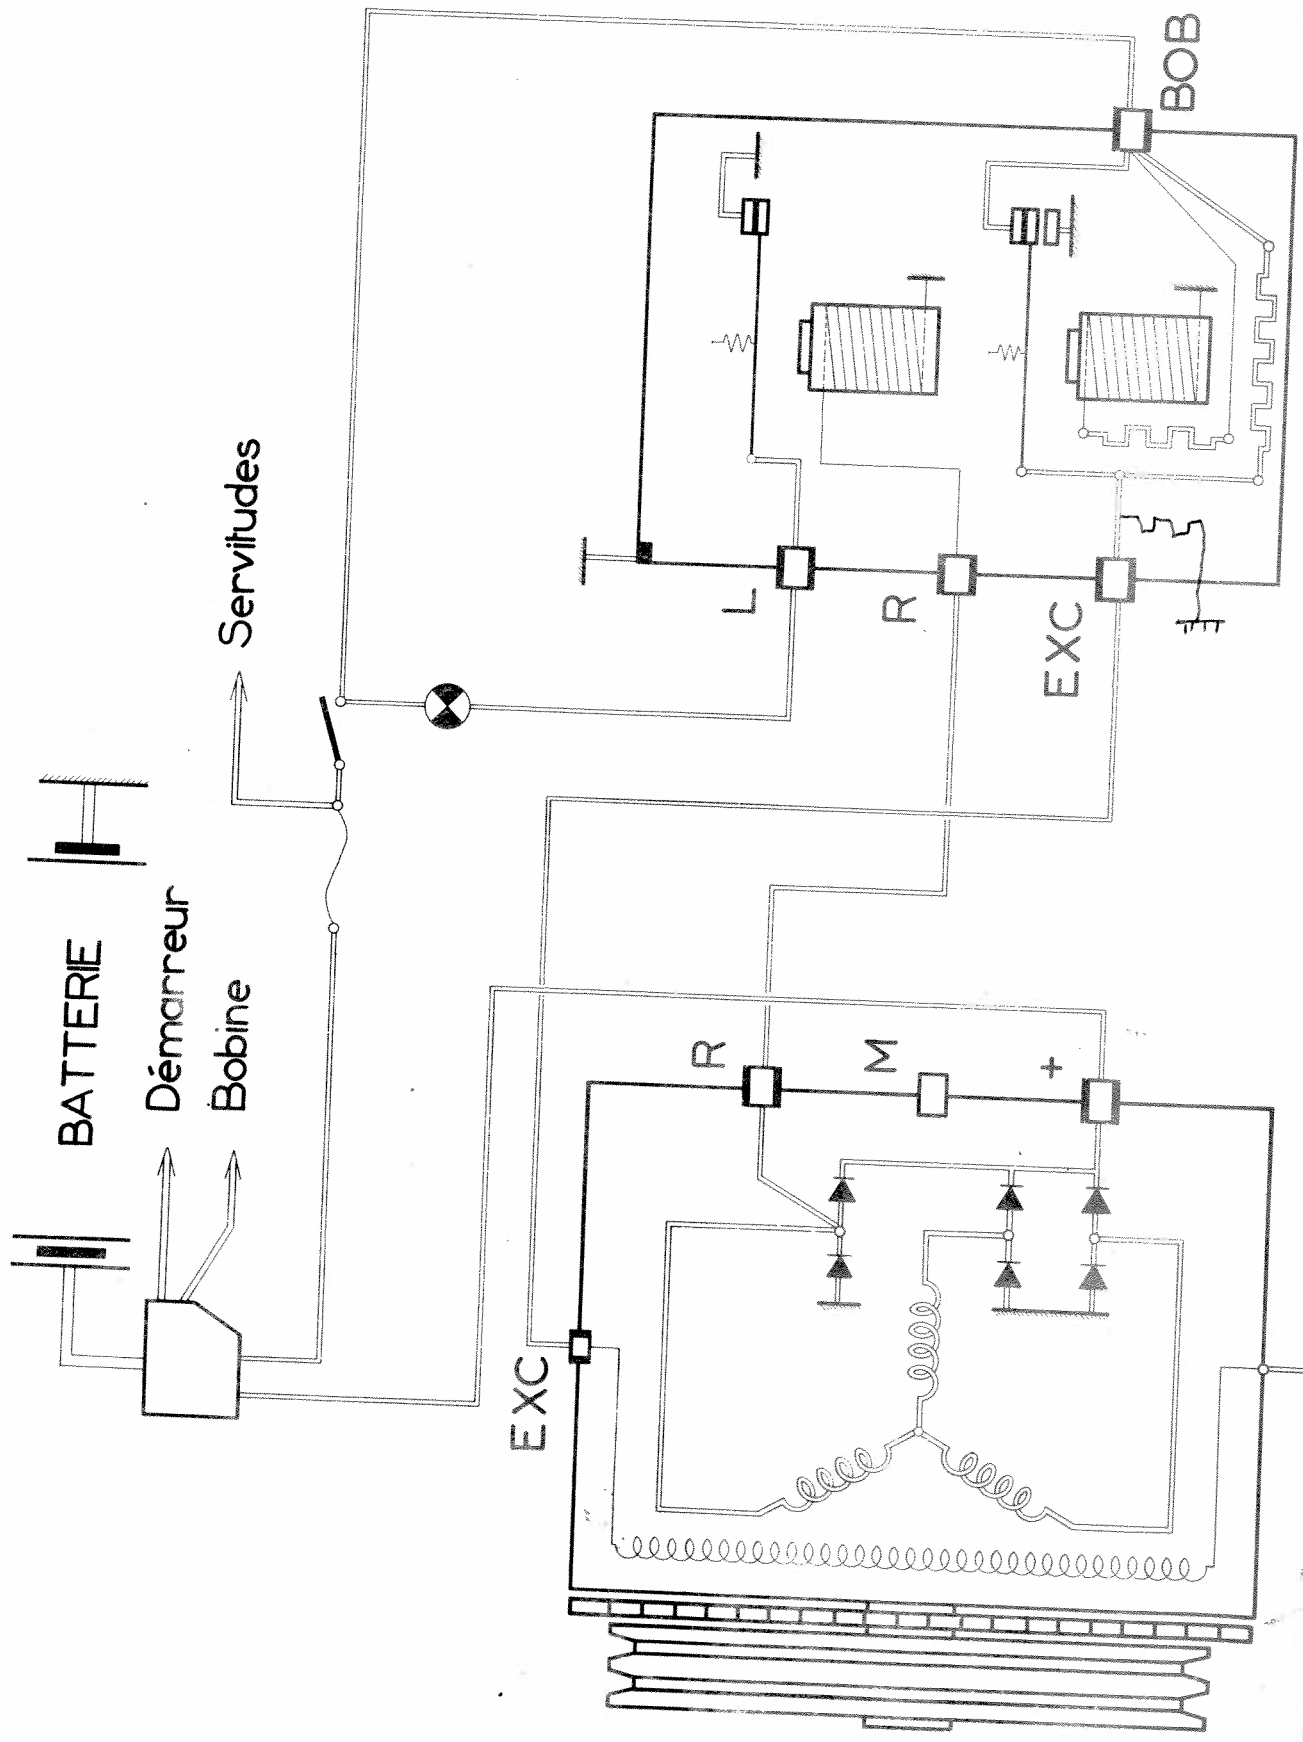 BATTERIE
Démarreur
Bobine
Servitudes
BOB
L
R
EXC
R
M
+
EXC